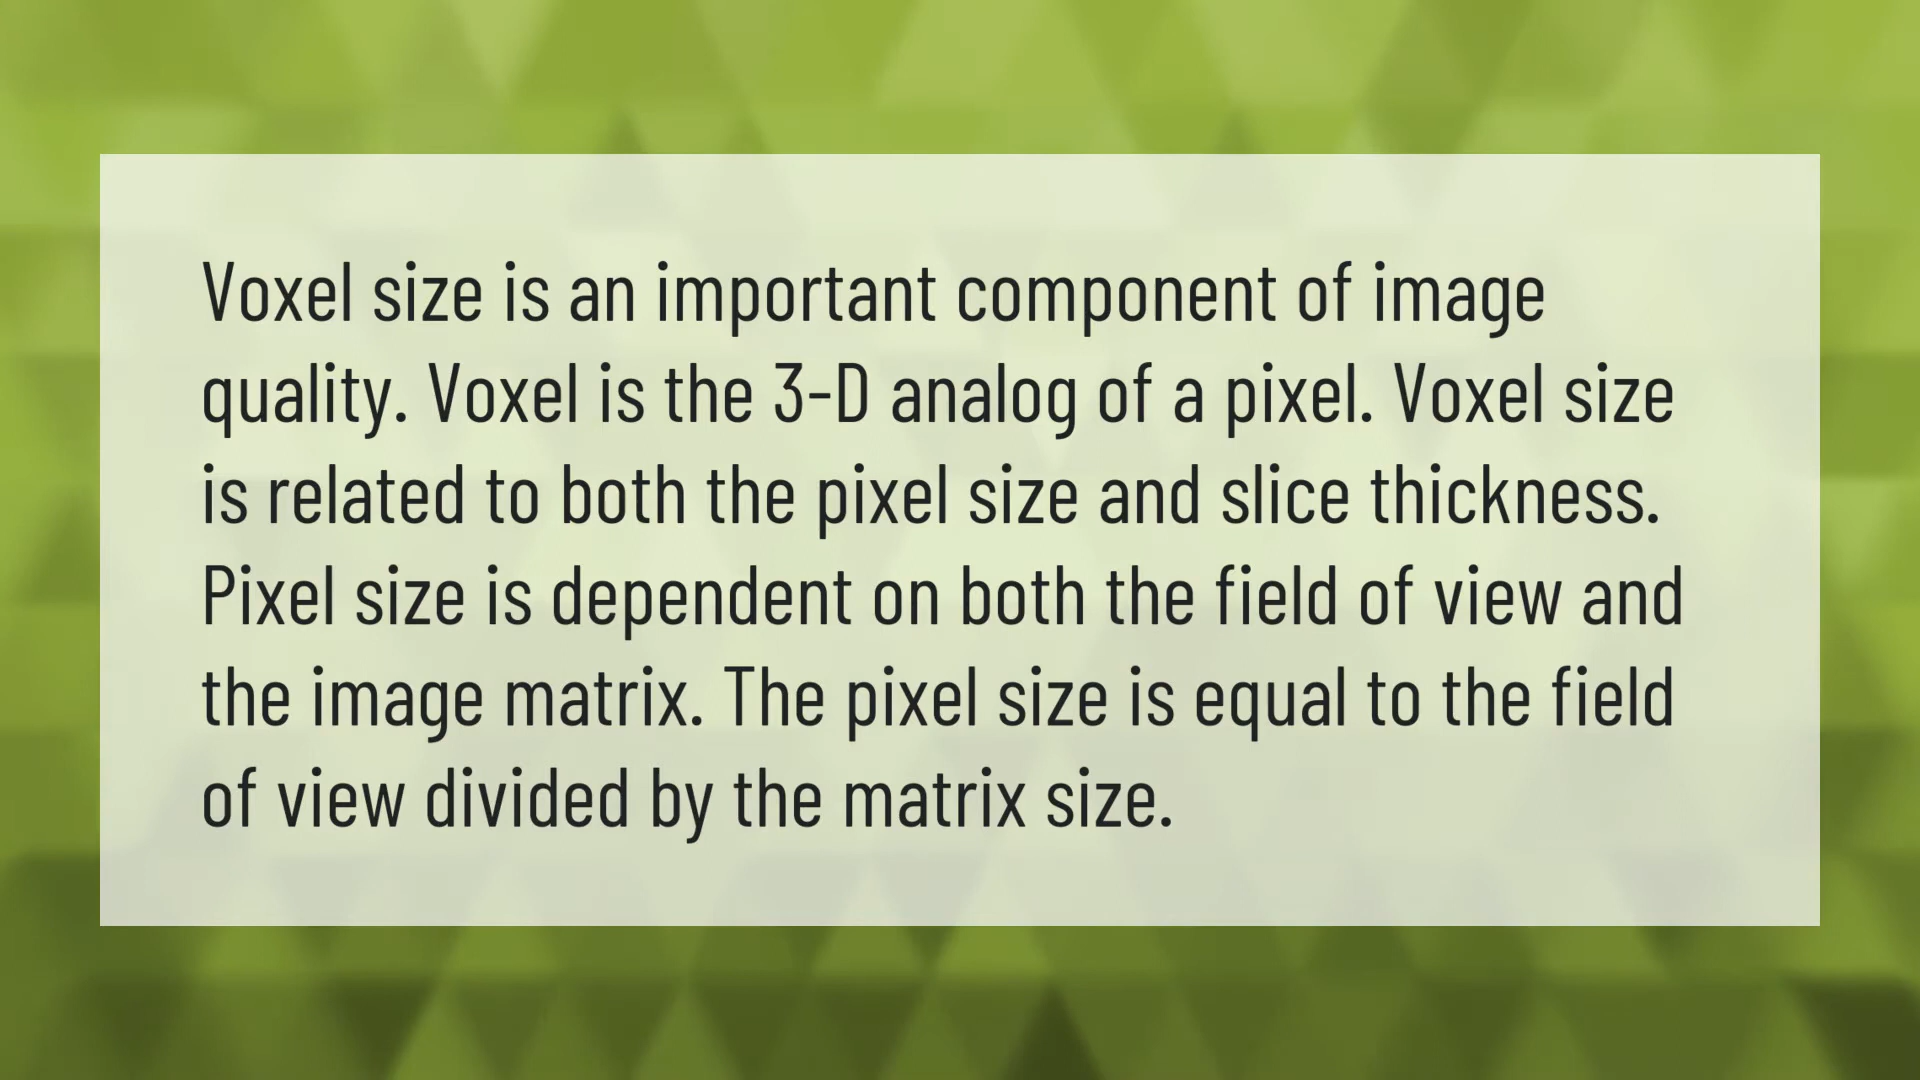 Voxel size is an important component of image
quality. Voxel is the 3-D analog of a pixel. Voxel size
is related to both the pixel size and slice thickness.
Pixel size is dependent on both the field of view and
the image matrix. The pixel size is equal to the field
of view divided by the matrix size.